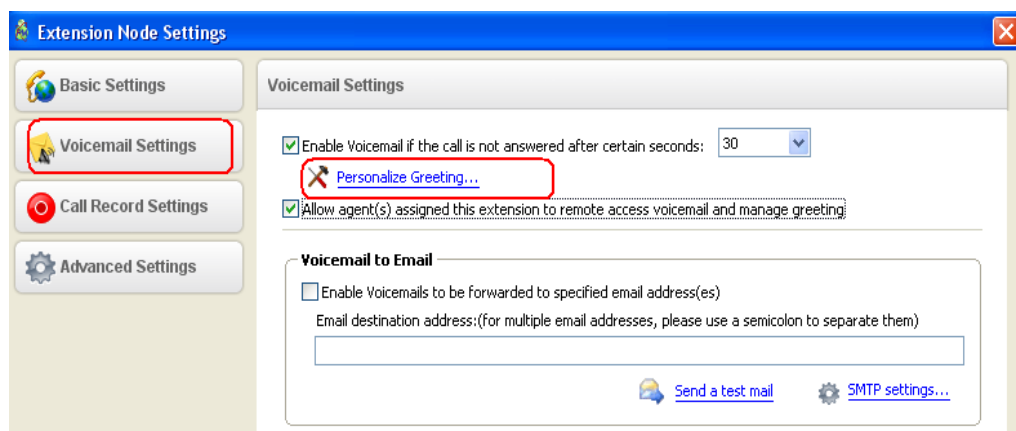 Extension Node Settings
Basic Settings
Voicemail Settings
Call Record Settings
Advanced Settings
Voicemail Settings
Enable Voicemail if the call is not answered after certain seconds: 30
Personalize Greeting...
Allow agent(s) assigned this extension to remote access voicemail and manage greeting
Voicemail to Email
Enable Voicemails to be forwarded to specified email address(es)
Email destination address:(for multiple email addresses, please use a semicolon to separate them)
Send a test mail SMTP settings...